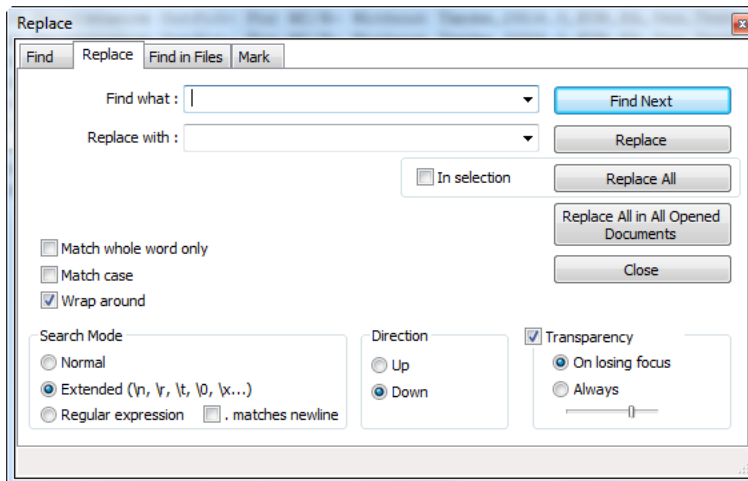 Replace
Find
Replace
Find in Files
Mark
Find what :
Find Next
Replace with :
Replace
In selection
Replace All
Replace All in All Opened
Documents
Match whole word only
Match case
Close
Wrap around
Search Mode
Normal
Extended (\n, \r, \t, \0, \x...)
Regular expression
. matches newline
Direction
Up
Down
Transparency
On losing focus
Always